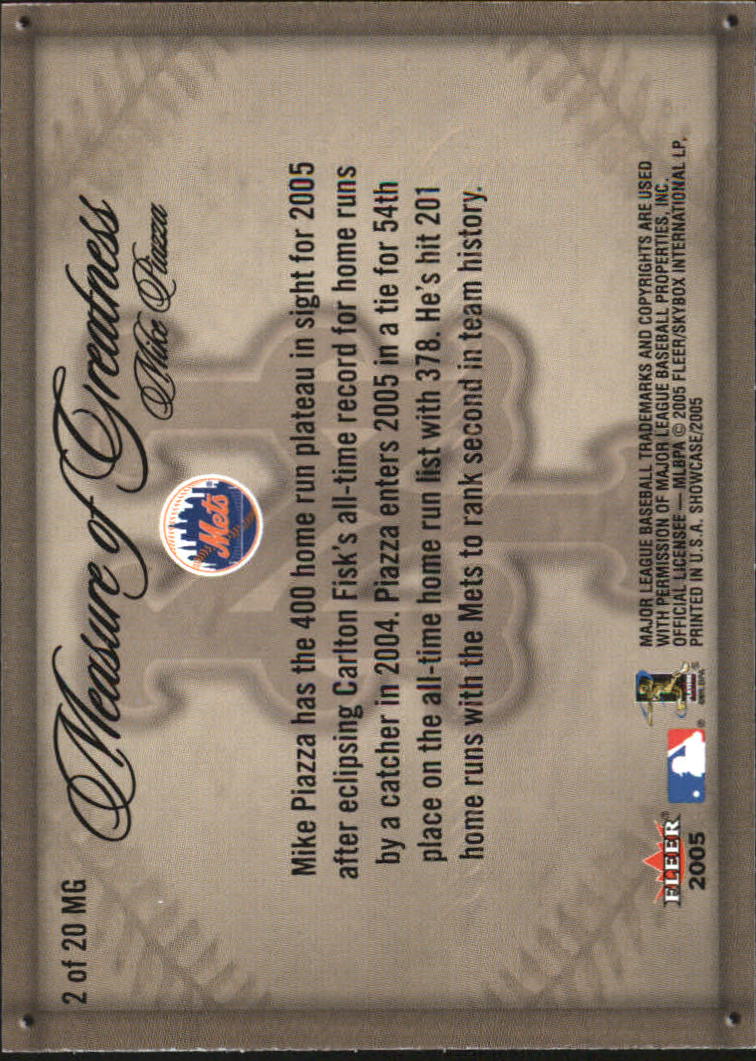 2 of 20 MG
Measure of Greatness
Mike Piazza
Mets
Mike Piazza has the 400 home run plateau in sight for 2005
after eclipsing Carlton Fisk's all-time record for home runs
by a catcher in 2004. Piazza enters 2005 in a tie for 54th
place on the all-time home run list with 378. He's hit 201
home runs with the Mets to rank second in team history.
FLEER®
2005
MAJOR LEAGUE BASEBALL TRADEMARKS AND COPYRIGHTS ARE USED
WITH PERMISSION OF MAJOR LEAGUE BASEBALL PROPERTIES, INC.
OFFICIAL LICENSEE — MLBPA © 2005 FLEER/SKYBOX INTERNATIONAL LP,
PRINTED IN U.S.A. SHOWCASE/2005